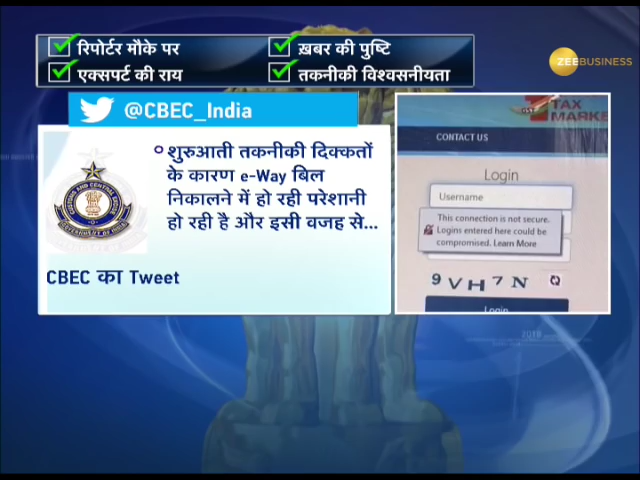 रिपोर्टर मौके पर
ख़बर की पुष्टि
एक्सपर्ट की राय
तकनीकी विश्वसनीयता
ZEEBUSINESS
@CBEC_India
शुरुआती तकनीकी दिक्कतों
के कारण e-Way बिल
निकालने में हो रही परेशानी
हो रही है और इसी वजह से...
CBEC का Tweet
GST
TAX
MARKE
CONTACT US
Login
Username
This connection is not secure.
Logins entered here could be
compromised. Learn More
9VH7N
Login